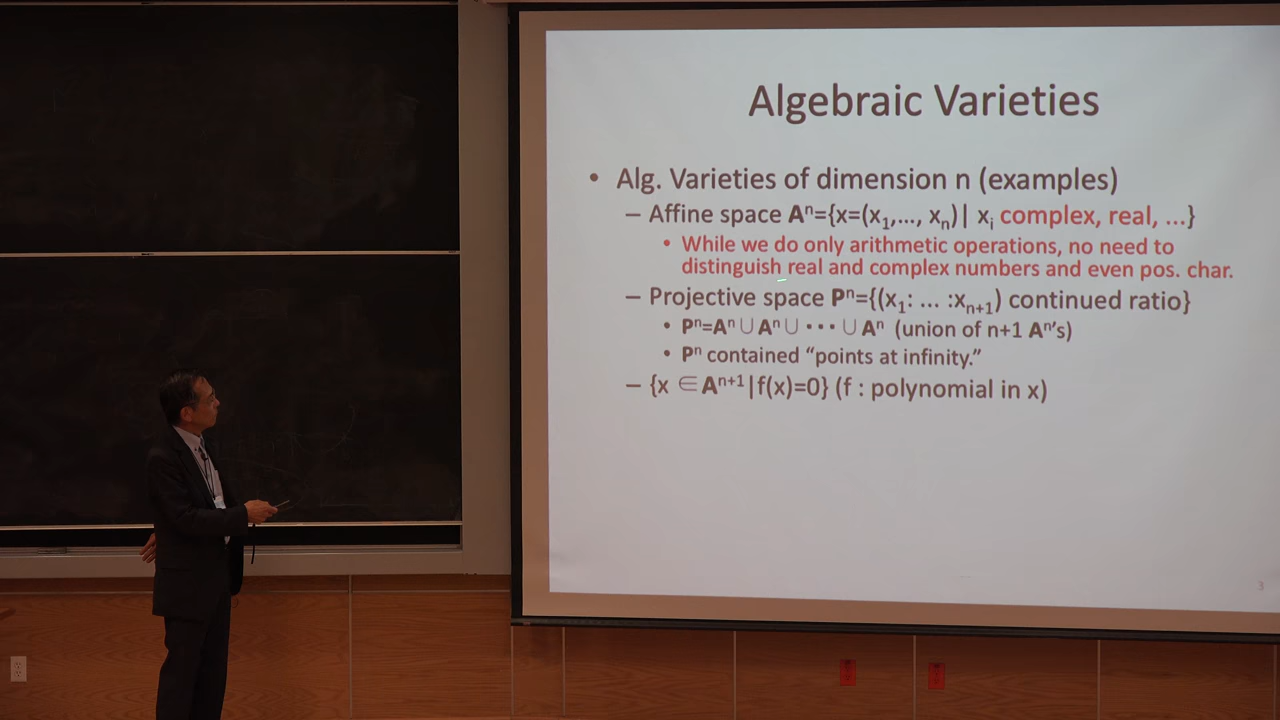 Algebraic Varieties
• Alg. Varieties of dimension n (examples)
– Affine space Aⁿ={x=(x₁,..., xₙ)| xᵢ complex, real, ...}
• While we do only arithmetic operations, no need to
distinguish real and complex numbers and even pos. char.
– Projective space Pⁿ={(x₁: ... :xₙ₊₁) continued ratio}
• Pⁿ=Aⁿ∪Aⁿ∪ ··· ∪Aⁿ (union of n+1 Aⁿ's)
• Pⁿ contained “points at infinity.”
– {x ∈Aⁿ⁺¹|f(x)=0} (f : polynomial in x)
3